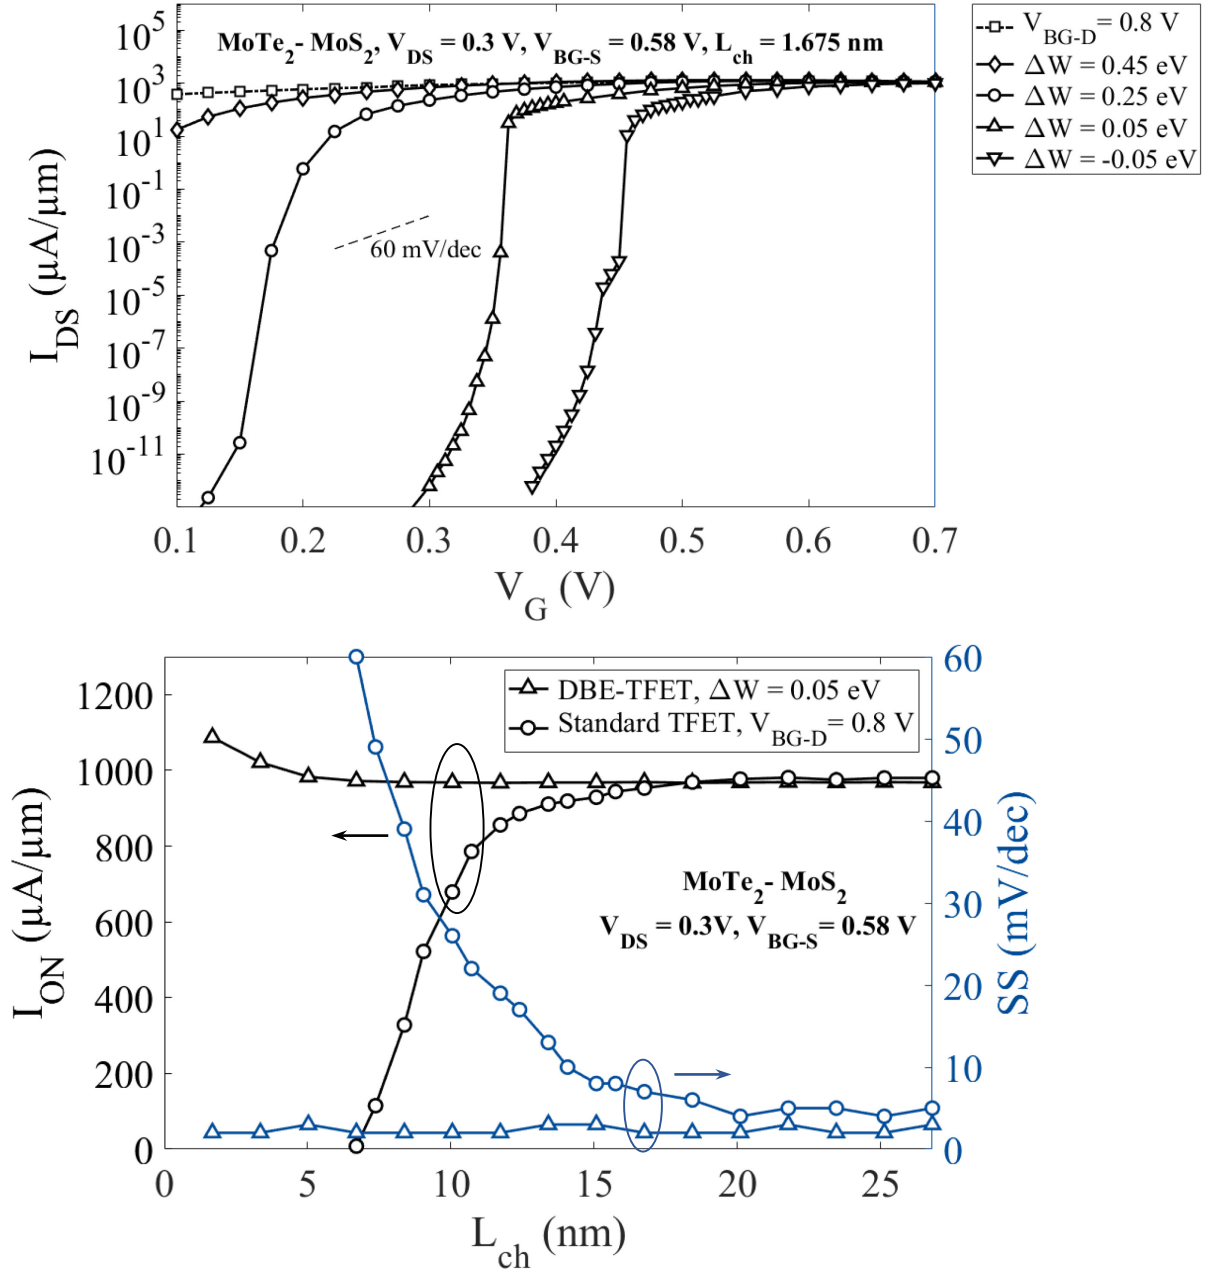 MoTe2- MoS2, VDS = 0.3 V, VBG-S = 0.58 V, Lch = 1.675 nm
VBG-D = 0.8 V
ΔW = 0.45 eV
ΔW = 0.25 eV
ΔW = 0.05 eV
ΔW = -0.05 eV
10^5
10^3
10^1
10^-1
10^-3
10^-5
10^-7
10^-9
10^-11
IDS (μA/μm)
60 mV/dec
0.1 0.2 0.3 0.4 0.5 0.6 0.7
VG (V)
DBE-TFET, ΔW = 0.05 eV
Standard TFET, VBG-D= 0.8 V
1200
1000
800
600
400
200
0
ION (μA/μm)
MoTe2- MoS2
VDS = 0.3V, VBG-S= 0.58 V
60
50
40
30
20
10
0
SS (mV/dec)
0 5 10 15 20 25
Lch (nm)